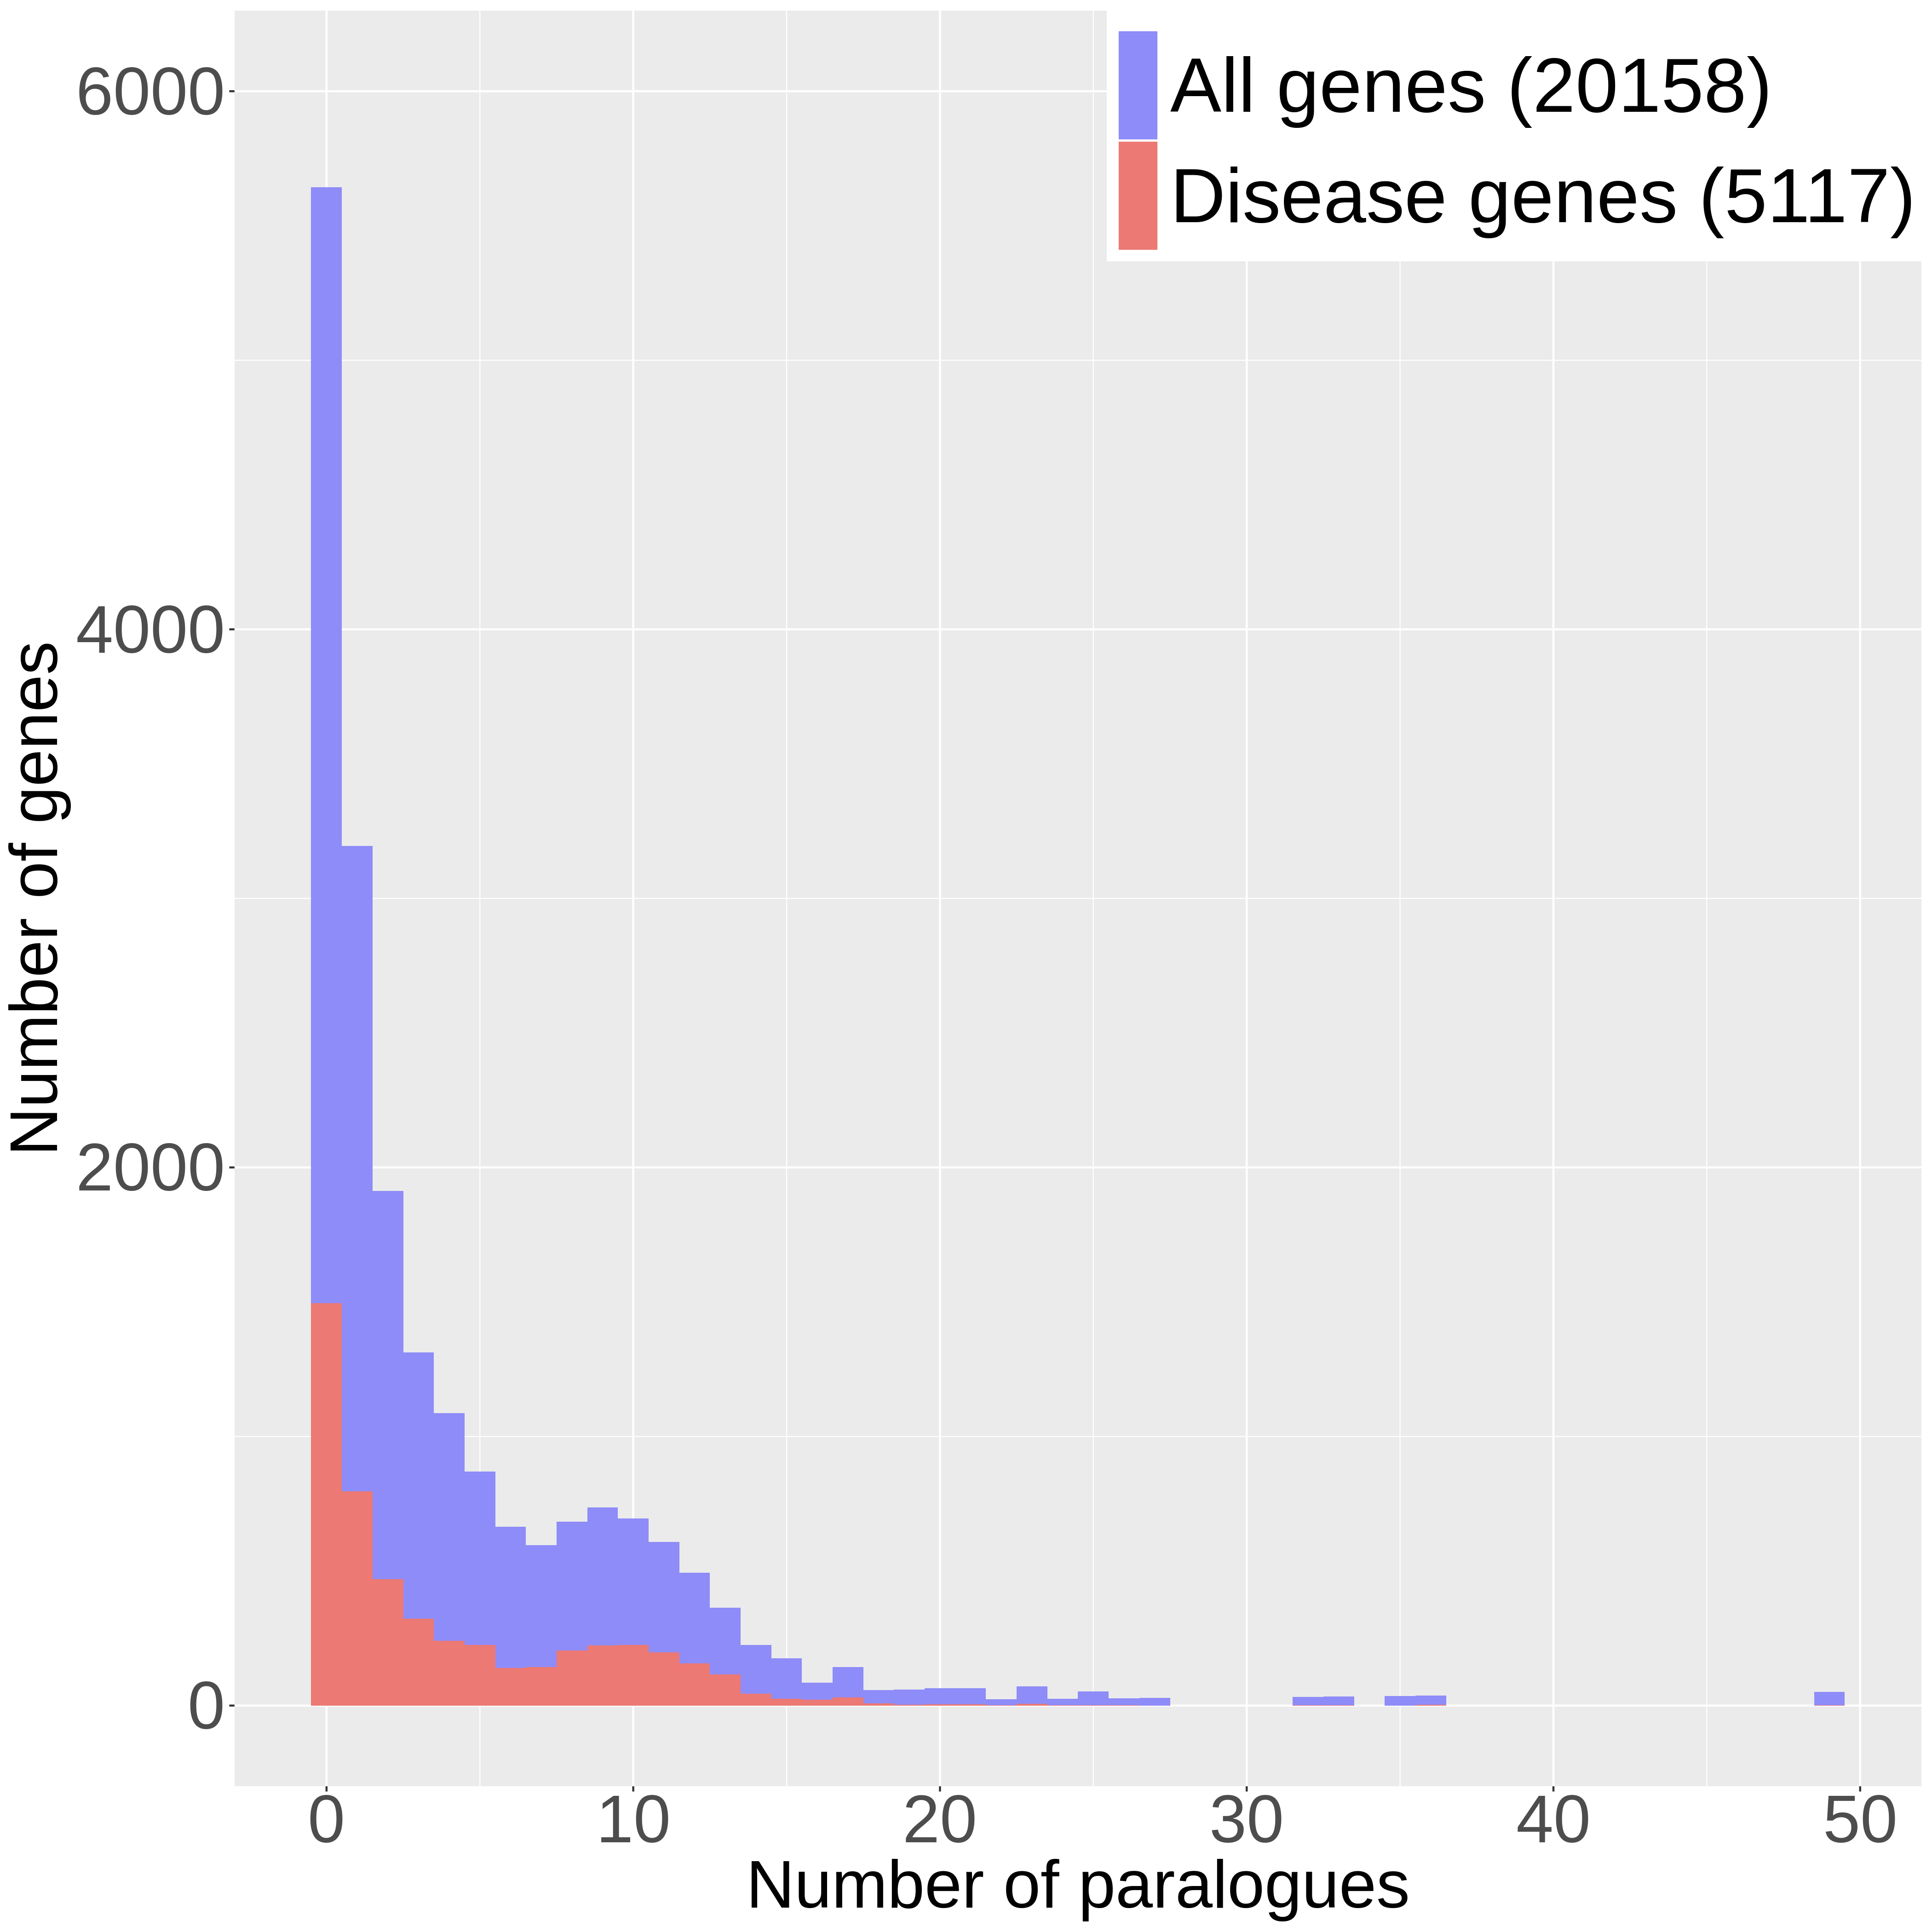 All genes (20158)
Disease genes (5117)
Number of genes
6000
4000
2000
0
0 10 20 30 40 50
Number of paralogues